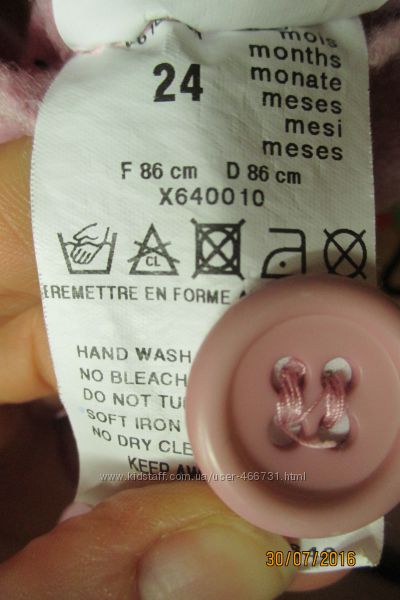 mois
months
24 monate
meses
mesi
meses
F 86 cm D 86 cm
X640010
CL
REMETTRE EN FORME
HAND WASH
NO BLEACH
DO NOT TU
SOFT IRON
NO DRY CLE
KEEP AW
www.kidstaff.com.ua/user-466731.html
30/07/2016